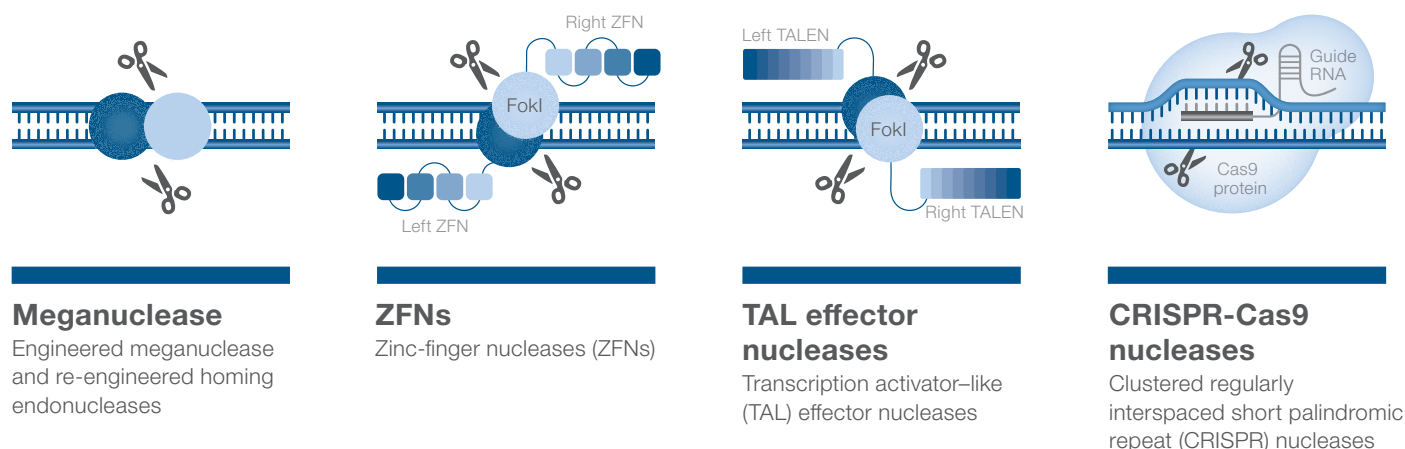 Right ZFN
FokI
Left ZFN
Left TALEN
FokI
Right TALEN
Guide
RNA
Cas9
protein
Meganuclease
Engineered meganuclease
and re-engineered homing
endonucleases
ZFNs
Zinc-finger nucleases (ZFNs)
TAL effector
nucleases
Transcription activator–like
(TAL) effector nucleases
CRISPR-Cas9
nucleases
Clustered regularly
interspaced short palindromic
repeat (CRISPR) nucleases